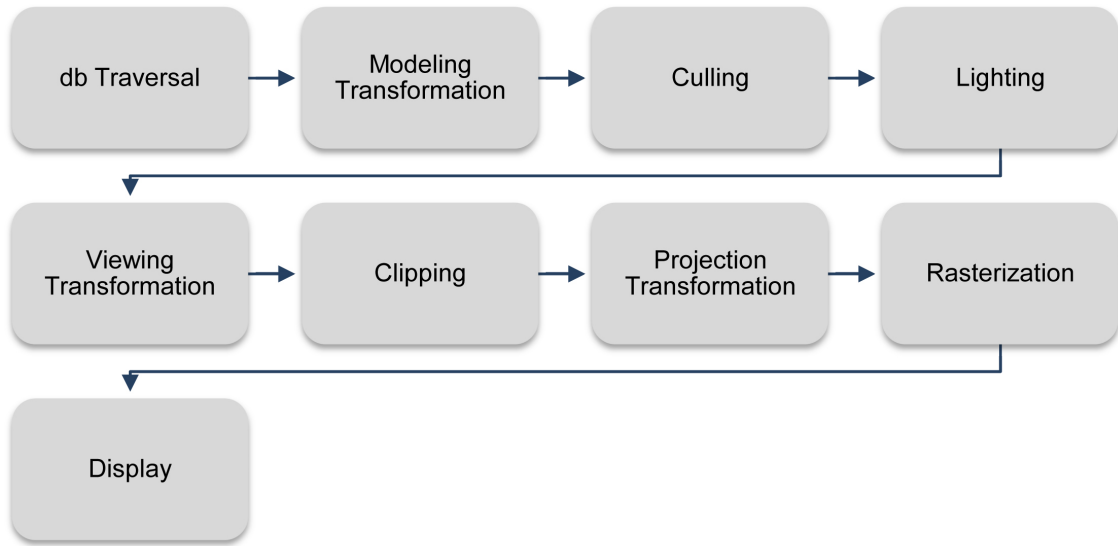 db Traversal
Modeling
Transformation
Culling
Lighting
Viewing
Transformation
Clipping
Projection
Transformation
Rasterization
Display